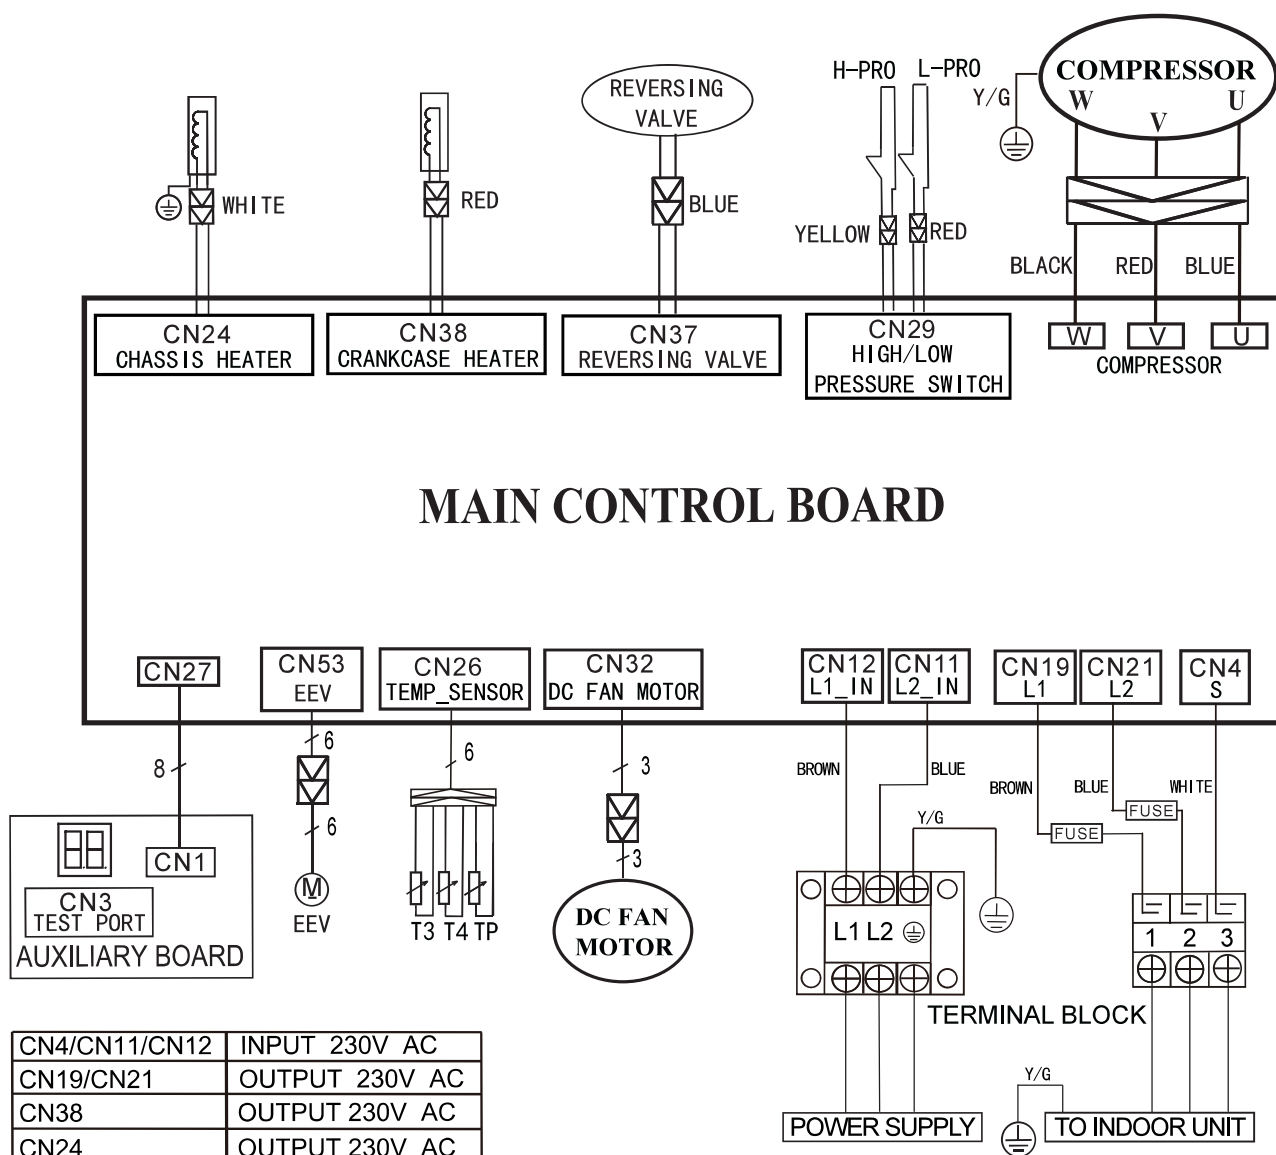 H-PRO L-PRO
COMPRESSOR
W V U
Y/G
REVERSING
VALVE
WHITE
RED
BLUE
YELLOW
RED
BLACK
RED
BLUE
CN24
CHASSIS HEATER
CN38
CRANKCASE HEATER
CN37
REVERSING VALVE
CN29
HIGH/LOW
PRESSURE SWITCH
W V U
COMPRESSOR
MAIN CONTROL BOARD
CN27
CN53
EEV
CN26
TEMP_SENSOR
CN32
DC FAN MOTOR
CN12
L1_IN
CN11
L2_IN
CN19
L1
CN21
L2
CN4
S
8
6
6
6
3
3
BROWN
BLUE
BROWN
BLUE
WHITE
Y/G
FUSE
FUSE
88
CN1
CN3
TEST PORT
AUXILIARY BOARD
M
EEV
T3 T4 TP
DC FAN
MOTOR
L1 L2
1 2 3
TERMINAL BLOCK
Y/G
POWER SUPPLY
TO INDOOR UNIT
CN4/CN11/CN12 INPUT 230V AC
CN19/CN21 OUTPUT 230V AC
CN38 OUTPUT 230V AC
CN24 OUTPUT 230V AC